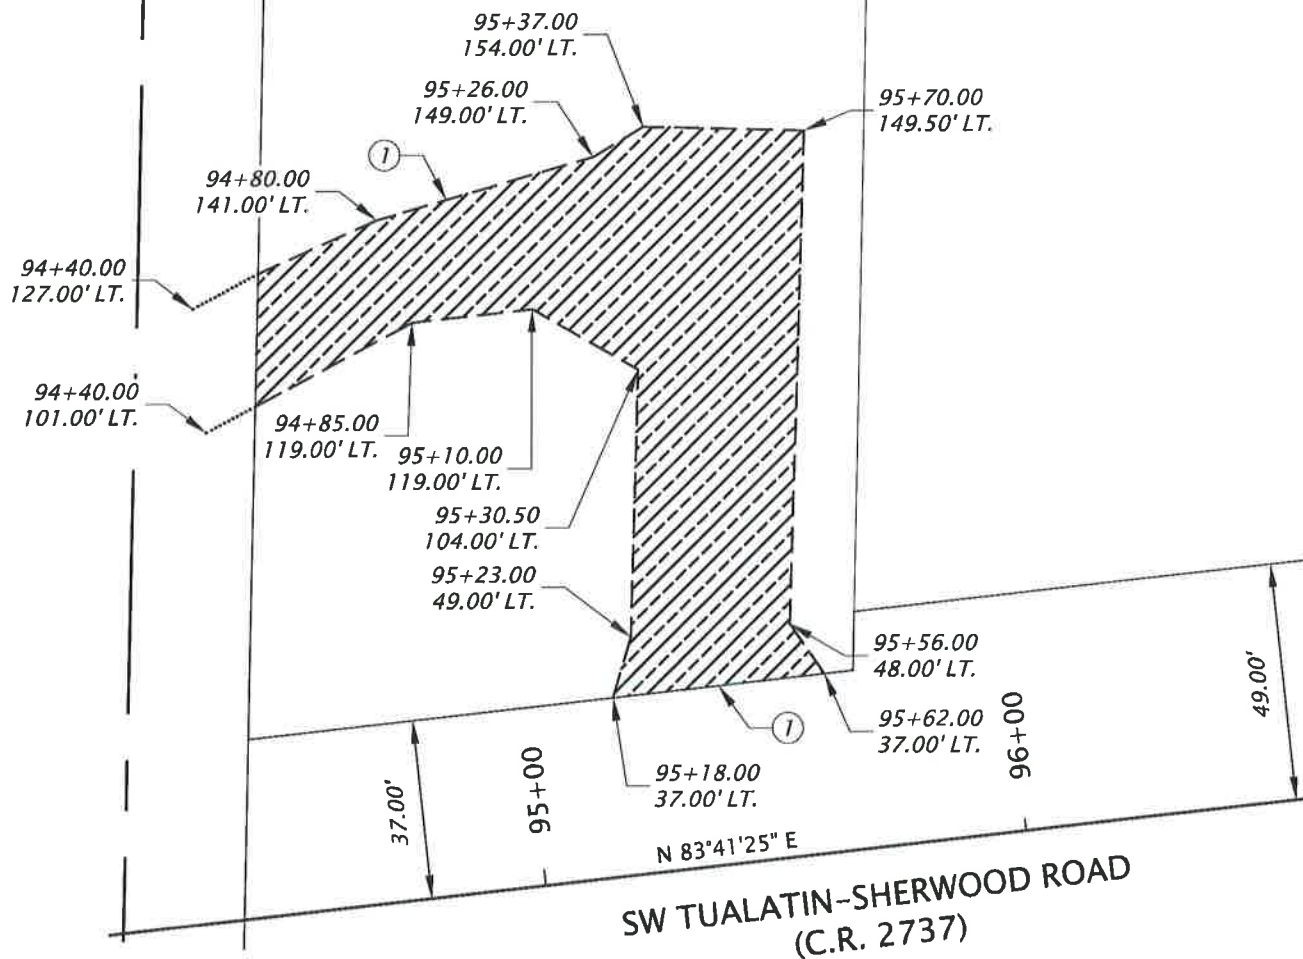 95+37.00
154.00' LT.
95+26.00
149.00' LT.
95+70.00
149.50' LT.
1
94+80.00
141.00' LT.
94+40.00
127.00' LT.
94+40.00
101.00' LT.
94+85.00
119.00' LT.
95+10.00
119.00' LT.
95+30.50
104.00' LT.
95+23.00
49.00' LT.
95+56.00
48.00' LT.
95+62.00
37.00' LT.
1
95+18.00
37.00' LT.
37.00'
95+00
96+00
49.00'
N 83°41'25" E
SW TUALATIN-SHERWOOD ROAD
(C.R. 2737)